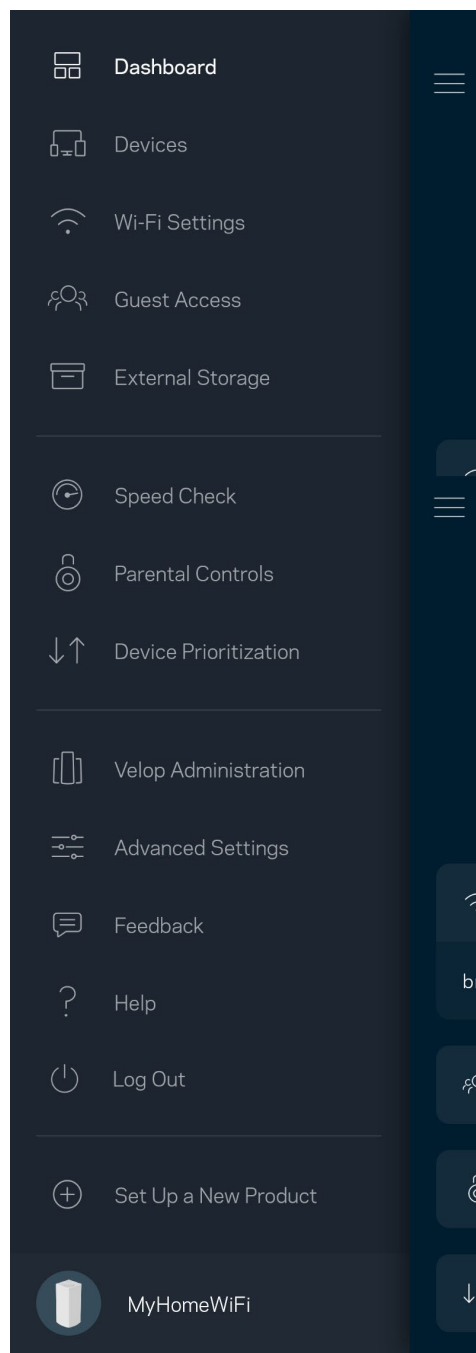 Dashboard
Devices
Wi-Fi Settings
Guest Access
External Storage
Speed Check
Parental Controls
Device Prioritization
Velop Administration
Advanced Settings
Feedback
Help
Log Out
Set Up a New Product
MyHomeWiFi